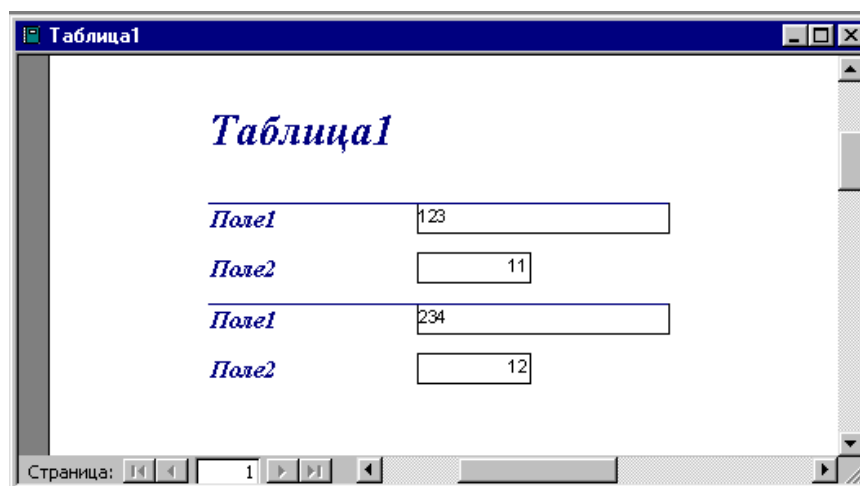 Таблица1
Таблица1
Поле1 123
Поле2 11
Поле1 234
Поле2 12
Страница: 1